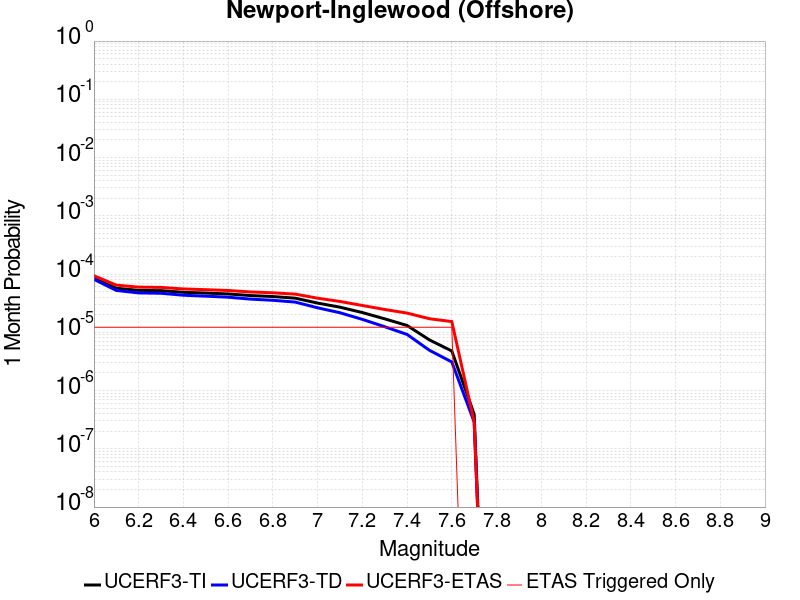 Newport-Inglewood (Offshore)
10^0
10^-1
10^-2
10^-3
10^-4
10^-5
10^-6
10^-7
10^-8
1 Month Probability
6 6.2 6.4 6.6 6.8 7 7.2 7.4 7.6 7.8 8 8.2 8.4 8.6 8.8 9
Magnitude
UCERF3-TI UCERF3-TD UCERF3-ETAS ETAS Triggered Only